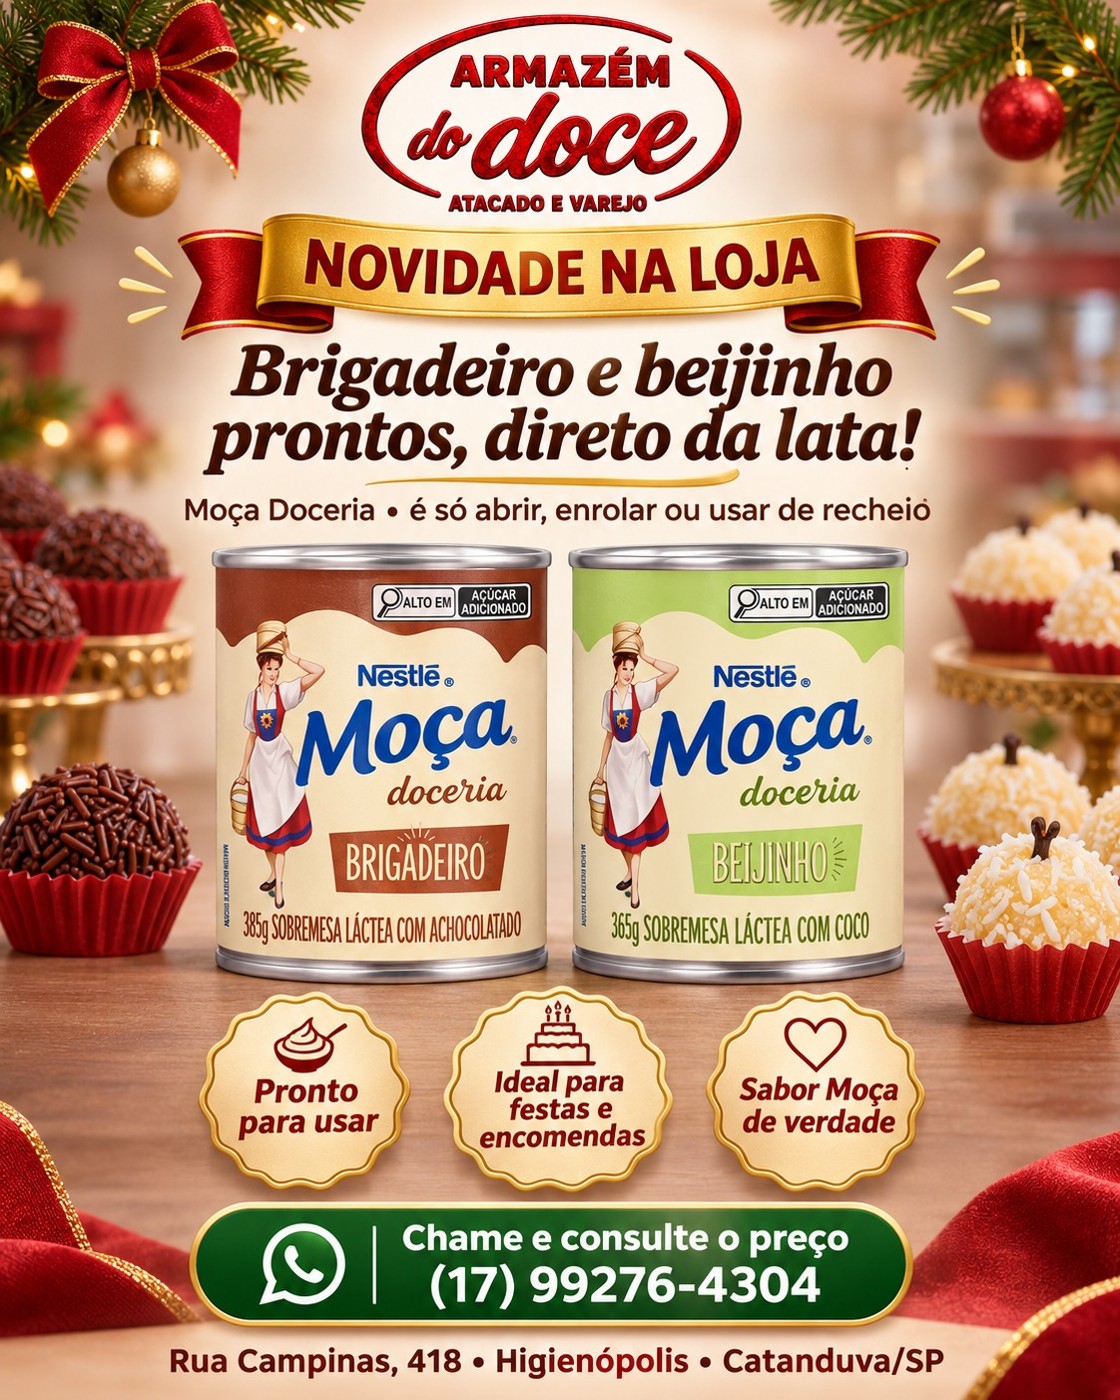 ARMAZÉM
do doce
ATACADO E VAREJO
NOVIDADE NA LOJA
Brigadeiro e beijinho
prontos, direto da lata!
Moça Doceria • é só abrir, enrolar ou usar de recheio
ALTO EM
AÇÚCAR
ADICIONADO
Nestlé®
Moça®
doceria
BRIGADEIRO
385g SOBREMESA LÁCTEA COM ACHOCOLATADO
ALTO EM
AÇÚCAR
ADICIONADO
Nestlé®
Moça®
doceria
BEIJINHO
365g SOBREMESA LÁCTEA COM COCO
Pronto
para usar
Ideal para
festas e
encomendas
Sabor Moça
de verdade
Chame e consulte o preço
(17) 99276-4304
Rua Campinas, 418 • Higienópolis • Catanduva/SP